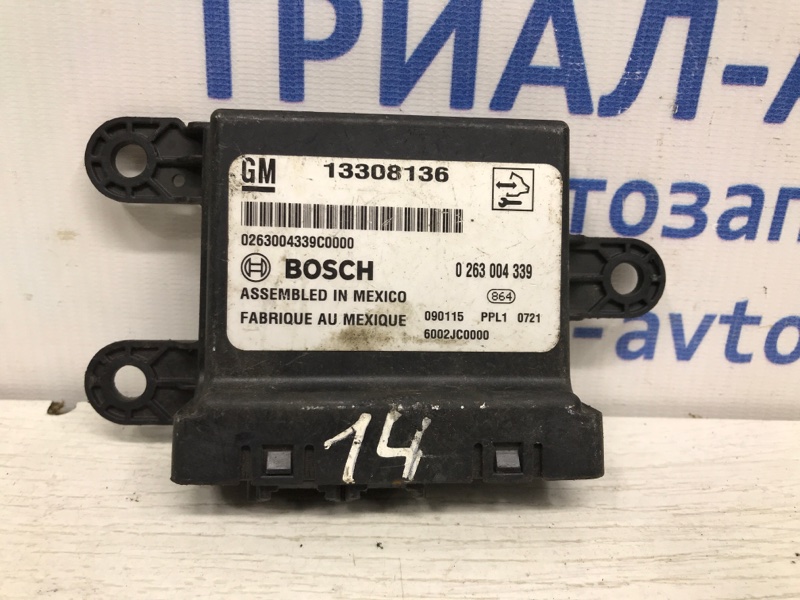 ТРИАЛ-А
втозап
-avto
GM 13308136
0263004339C0000
BOSCH 0 263 004 339
ASSEMBLED IN MEXICO 864
FABRIQUE AU MEXIQUE 090115 PPL1 0721
6002JC0000
14